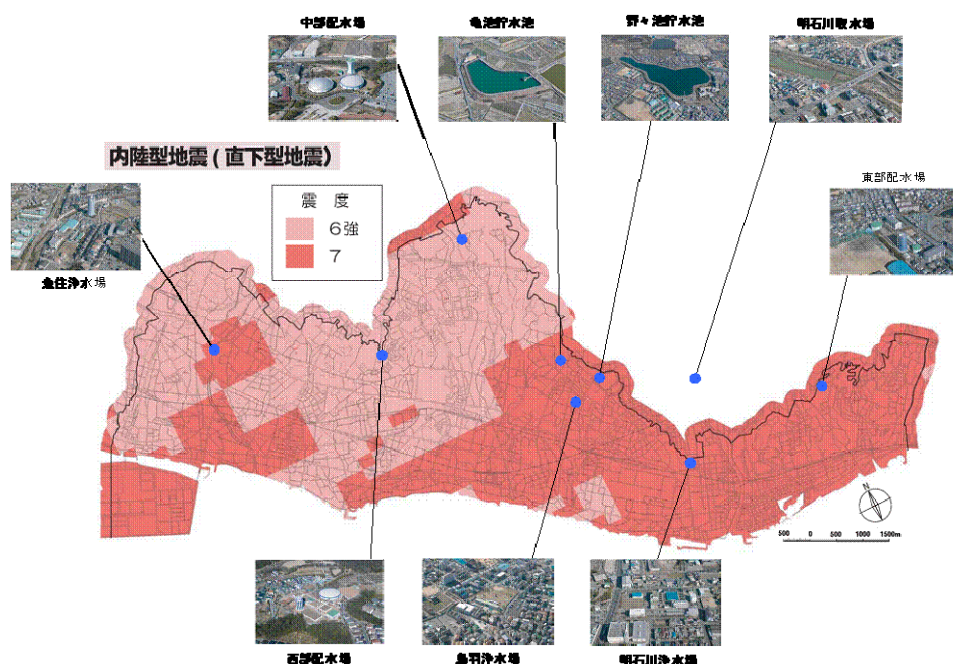 中部配水場
亀池貯水池
野々池貯水池
明石川取水場
内陸型地震(直下型地震)
震 度
6強
7
東部配水場
魚住浄水場
N
500 0 500 1000 1500m
西部配水場
鳥羽浄水場
明石川浄水場